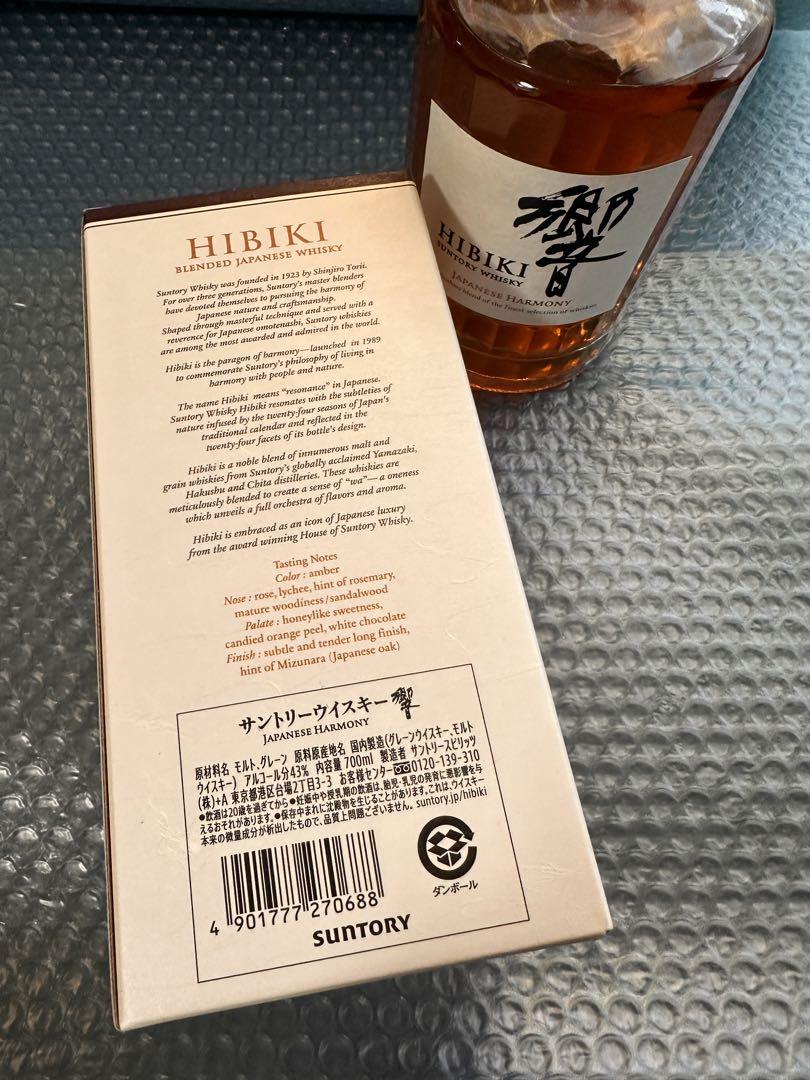 HIBIKI
BLENDED JAPANESE WHISKY
Suntory Whisky was founded in 1923 by Shinjiro Torii.
For over three generations, Suntory's master blenders
have devoted themselves to pursuing the harmony of
Japanese nature and craftsmanship.
Shaped through masterful technique and served with a
reverence for Japanese omotenashi, Suntory whiskies
are among the most awarded and admired in the world.
Hibiki is the paragon of harmony—launched in 1989
to commemorate Suntory's philosophy of living in
harmony with people and nature.
The name Hibiki means "resonance" in Japanese.
Suntory Whisky Hibiki resonates with the subtleties of
nature infused by the twenty-four seasons of Japan's
traditional calendar and reflected in the
twenty-four facets of its bottle's design.
Hibiki is a noble blend of innumerous malt and
grain whiskies from Suntory's globally acclaimed Yamazaki,
Hakushu and Chita distilleries. These whiskies are
meticulously blended to create a sense of "wa"—a oneness
which unveils a full orchestra of flavors and aroma.
Hibiki is embraced as an icon of Japanese luxury
from the award winning House of Suntory Whisky.
Tasting Notes
Color : amber
Nose : rose, lychee, hint of rosemary,
mature woodiness/sandalwood
Palate : honeylike sweetness,
candied orange peel, white chocolate
Finish : subtle and tender long finish,
hint of Mizunara (Japanese oak)
サントリーウイスキー 響
JAPANESE HARMONY
原材料名 モルト、グレーン 原料原産地名 国内製造(グレーンウイスキー、モルト
ウイスキー) アルコール分43% 内容量 700ml 製造者 サントリースピリッツ
(株)+A 東京都港区台場2丁目3-3 お客様センター0120-139-310
●飲酒は20歳を過ぎてから ●妊娠中や授乳期の飲酒は、胎児・乳児の発育に悪影響を与
えるおそれがあります。●保存中まれに沈殿物を生じることがあります。これは、ウイスキー
本来の微量成分が析出したもので、品質上問題ございません。suntory.jp/hibiki
4 901777 270688
ダンボール
SUNTORY
響
HIBIKI
SUNTORY WHISKY
JAPANESE HARMONY
blend of the finest selection of whiskies